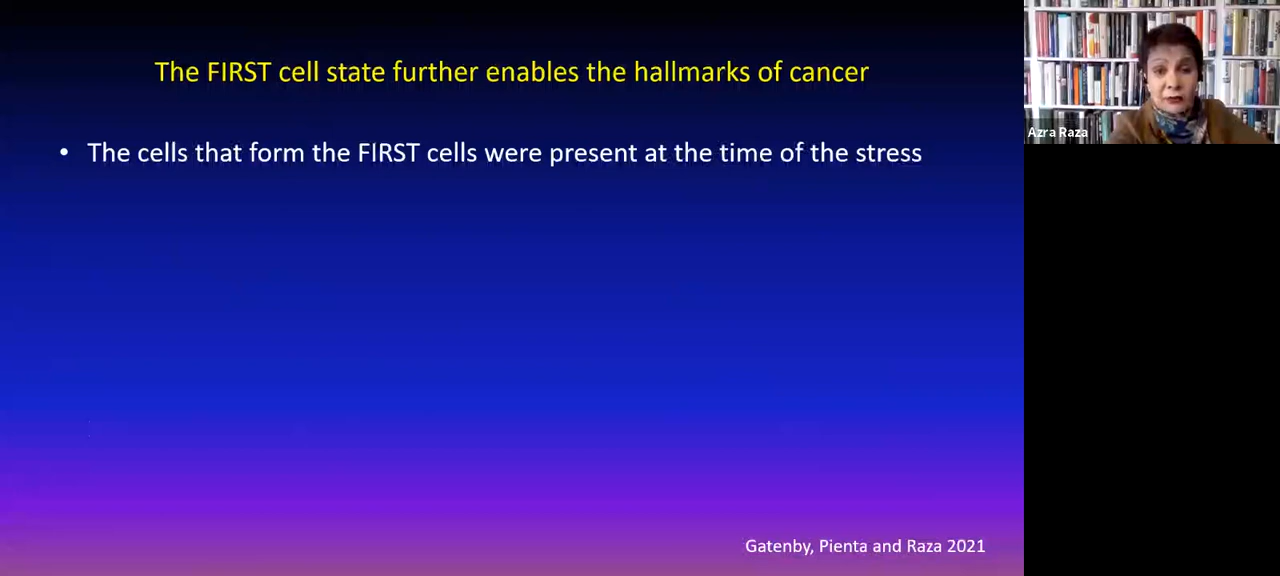 The FIRST cell state further enables the hallmarks of cancer
• The cells that form the FIRST cells were present at the time of the stress
Gatenby, Pienta and Raza 2021
Azra Raza